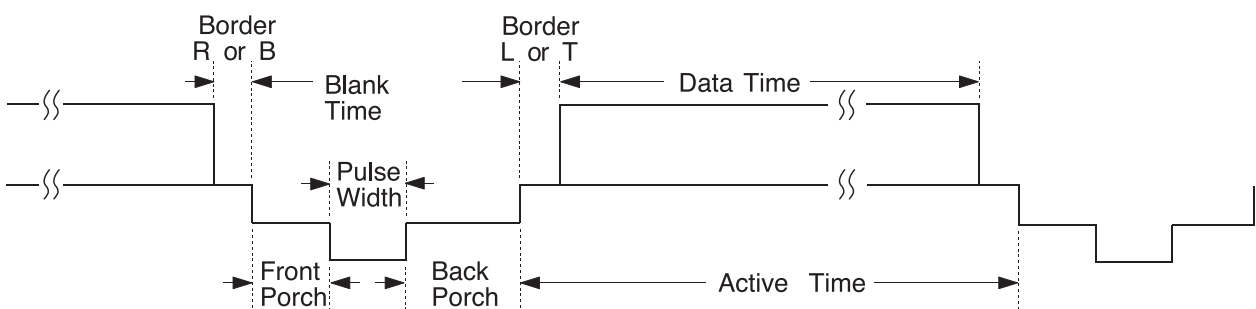 Border
R or B
Border
L or T
Blank
Time
Data Time
Pulse
Width
Front
Porch
Back
Porch
Active Time